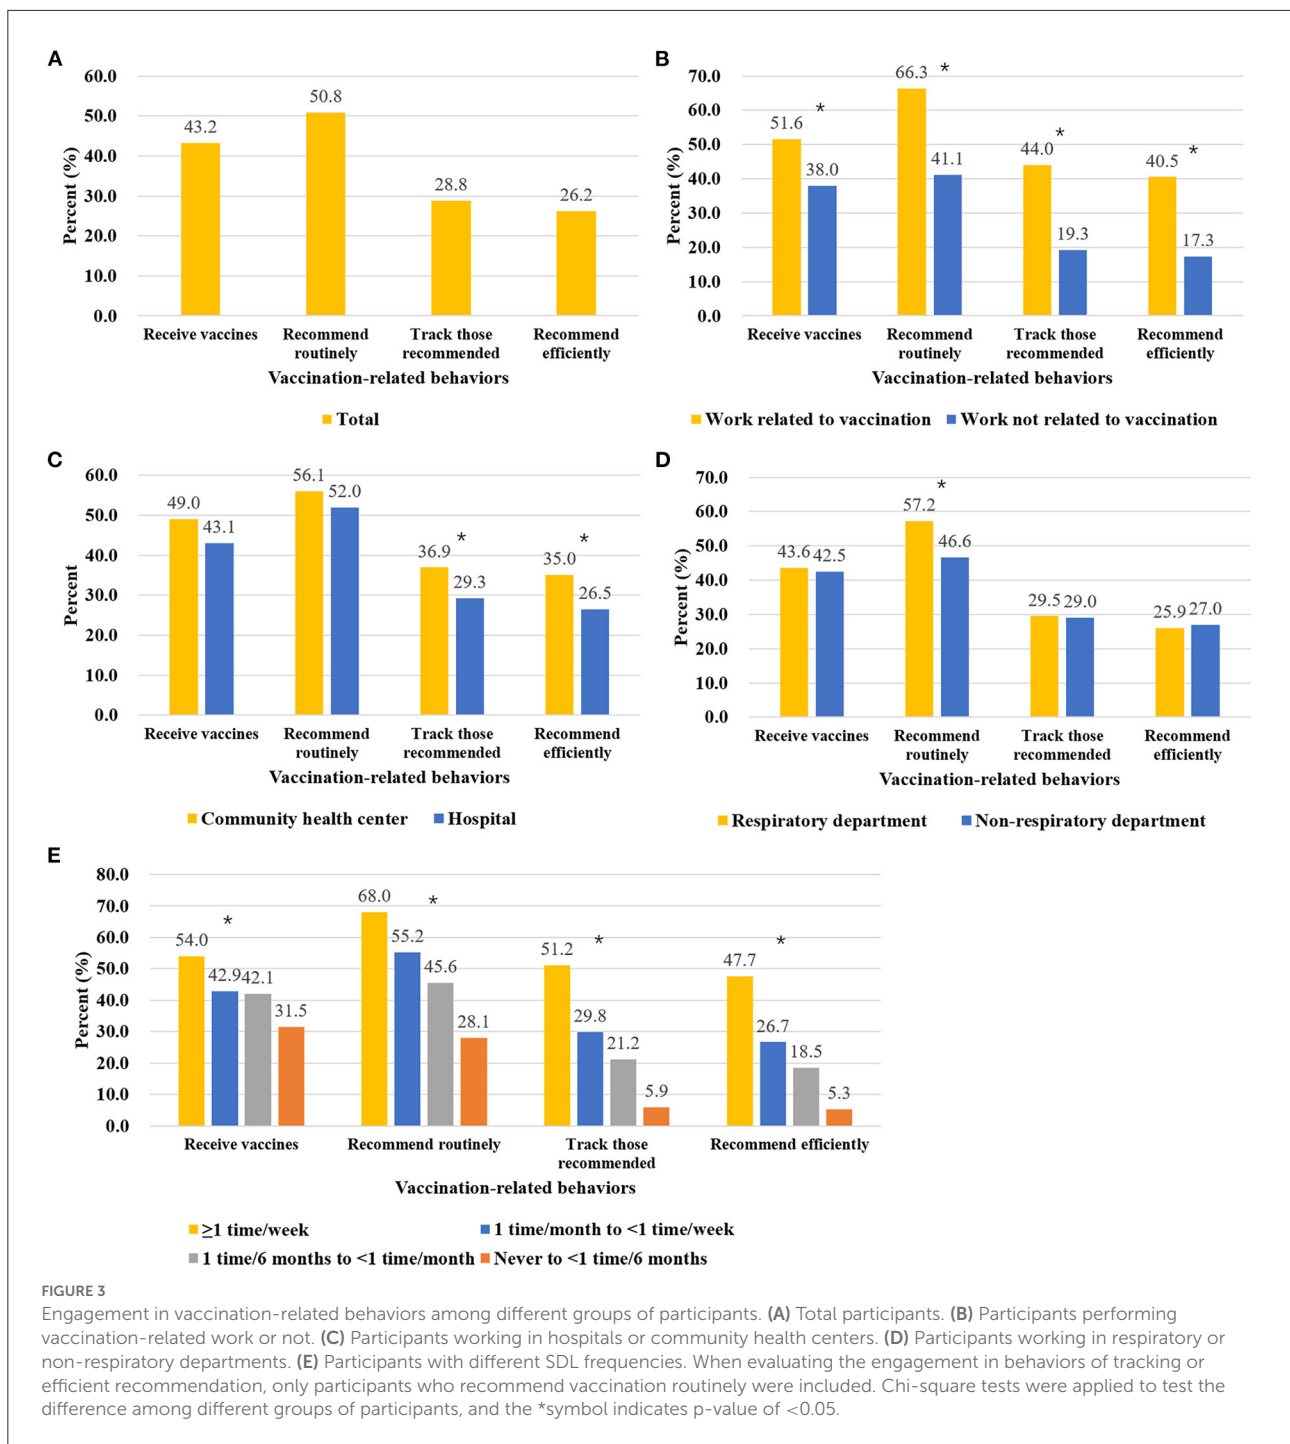 A
60.0
50.0
40.0
30.0
20.0
10.0
0.0
Percent (%)
43.2
50.8
28.8
26.2
Receive vaccines
Recommend
routinely
Track those
recommended
Recommend
efficiently
Vaccination-related behaviors
Total
B
70.0
60.0
50.0
40.0
30.0
20.0
10.0
0.0
Percent (%)
51.6
38.0
*
66.3
41.1
*
44.0
19.3
*
40.5
17.3
*
Receive vaccines
Recommend
routinely
Track those
recommended
Recommend
efficiently
Vaccination-related behaviors
Work related to vaccination
Work not related to vaccination
C
60.0
50.0
40.0
30.0
20.0
10.0
0.0
Percent
49.0
43.1
56.1
52.0
36.9
29.3
*
35.0
26.5
*
Receive vaccines
Recommend
routinely
Track those
recommended
Recommend
efficiently
Vaccination-related behaviors
Community health center
Hospital
D
70.0
60.0
50.0
40.0
30.0
20.0
10.0
0.0
Percent (%)
43.6
42.5
57.2
46.6
*
29.5
29.0
25.9
27.0
Receive vaccines
Recommend
routinely
Track those
recommended
Recommend
efficiently
Vaccination-related behaviors
Respiratory department
Non-respiratory department
E
80.0
70.0
60.0
50.0
40.0
30.0
20.0
10.0
0.0
Percent (%)
54.0
42.9
42.1
31.5
*
68.0
55.2
45.6
28.1
*
51.2
29.8
21.2
5.9
*
47.7
26.7
18.5
5.3
*
Receive vaccines
Recommend routinely
Track those
recommended
Recommend efficiently
Vaccination-related behaviors
≥1 time/week
1 time/month to <1 time/week
1 time/6 months to <1 time/month
Never to <1 time/6 months
FIGURE 3
Engagement in vaccination-related behaviors among different groups of participants. (A) Total participants. (B) Participants performing
vaccination-related work or not. (C) Participants working in hospitals or community health centers. (D) Participants working in respiratory or
non-respiratory departments. (E) Participants with different SDL frequencies. When evaluating the engagement in behaviors of tracking or
efficient recommendation, only participants who recommend vaccination routinely were included. Chi-square tests were applied to test the
difference among different groups of participants, and the *symbol indicates p-value of <0.05.